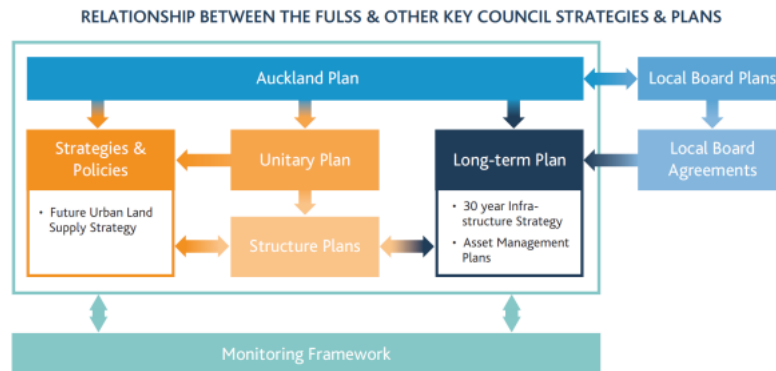 RELATIONSHIP BETWEEN THE FULSS & OTHER KEY COUNCIL STRATEGIES & PLANS
Auckland Plan
Local Board Plans
Strategies &
Policies
• Future Urban Land
Supply Strategy
Unitary Plan
Structure Plans
Long-term Plan
• 30 year Infra-
structure Strategy
• Asset Management
Plans
Local Board
Agreements
Monitoring Framework